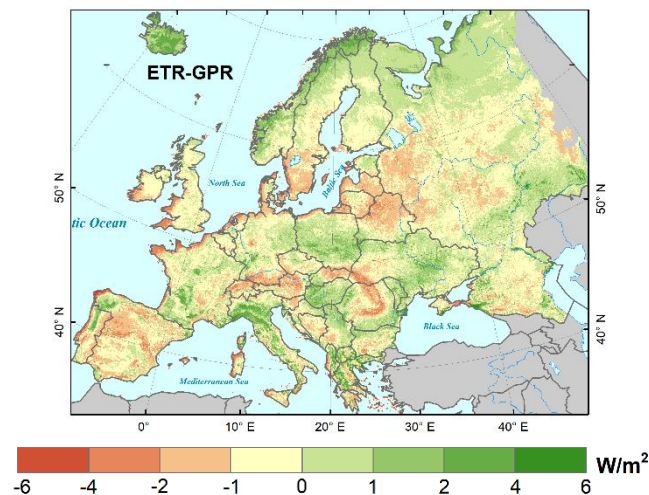 ETR-GPR
North Sea
Baltic Sea
50° N
50° N
tic Ocean
40° N
40° N
Black Sea
Mediterranean Sea
0°
10° E
20° E
30° E
40° E
-6
-4
-2
-1
0
1
2
4
6
W/m²